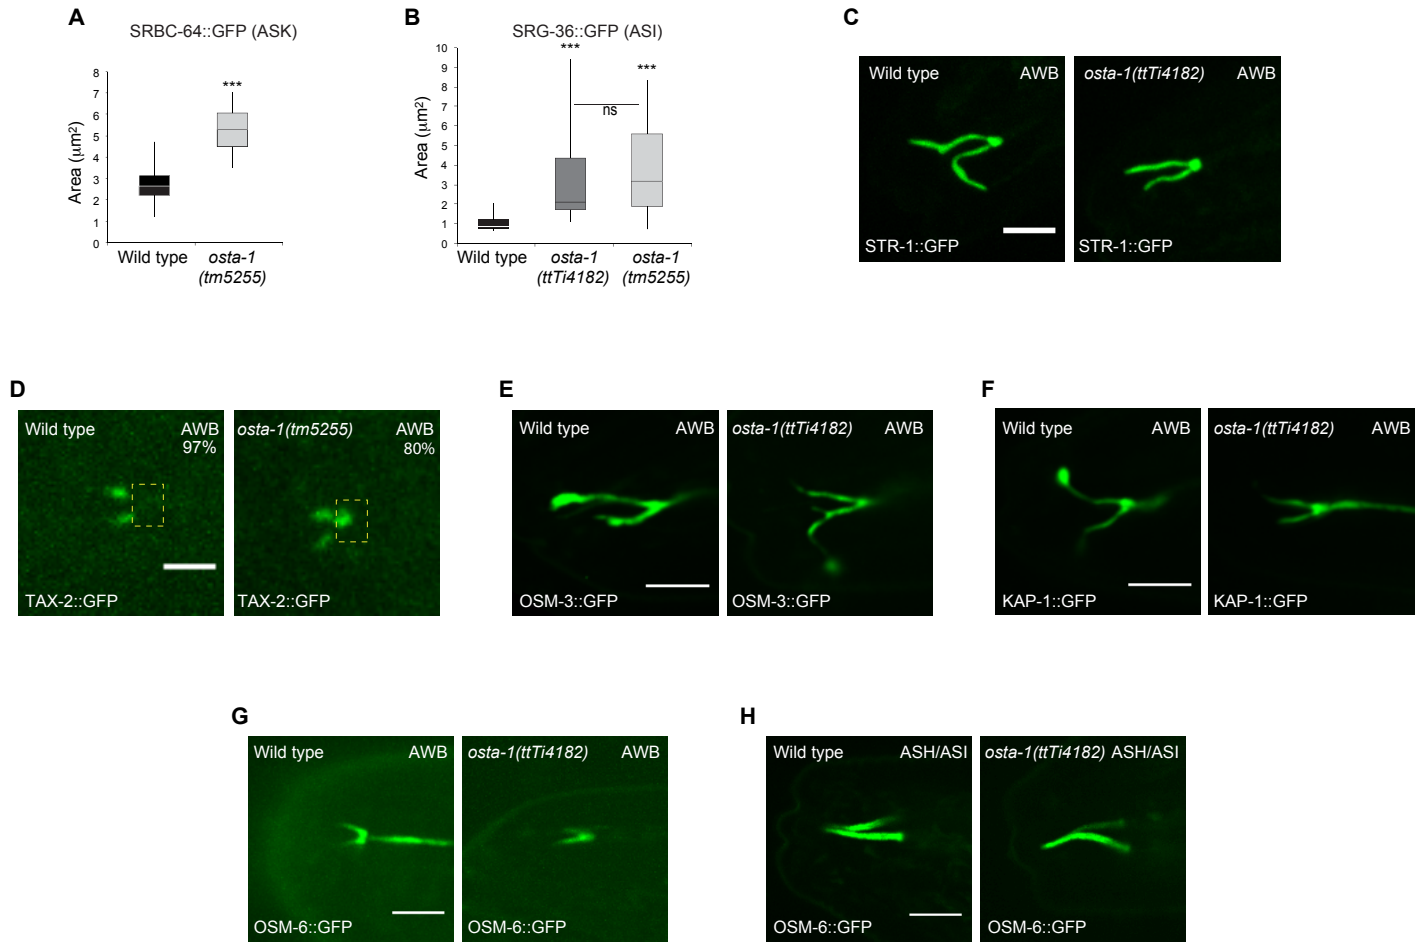 A
SRBC-64::GFP (ASK)
Area (μm²)
8
7
6
5
4
3
2
1
0
***
Wild type
osta-1
(tm5255)
B
SRG-36::GFP (ASI)
Area (μm²)
10
9
8
7
6
5
4
3
2
1
0
***
***
ns
Wild type
osta-1
(ttTi4182)
osta-1
(tm5255)
C
Wild type AWB
STR-1::GFP
osta-1(ttTi4182) AWB
STR-1::GFP
D
Wild type AWB
97%
TAX-2::GFP
osta-1(tm5255) AWB
80%
TAX-2::GFP
E
Wild type AWB
OSM-3::GFP
osta-1(ttTi4182) AWB
OSM-3::GFP
F
Wild type AWB
KAP-1::GFP
osta-1(ttTi4182) AWB
KAP-1::GFP
G
Wild type AWB
OSM-6::GFP
osta-1(ttTi4182) AWB
OSM-6::GFP
H
Wild type ASH/ASI
OSM-6::GFP
osta-1(ttTi4182) ASH/ASI
OSM-6::GFP